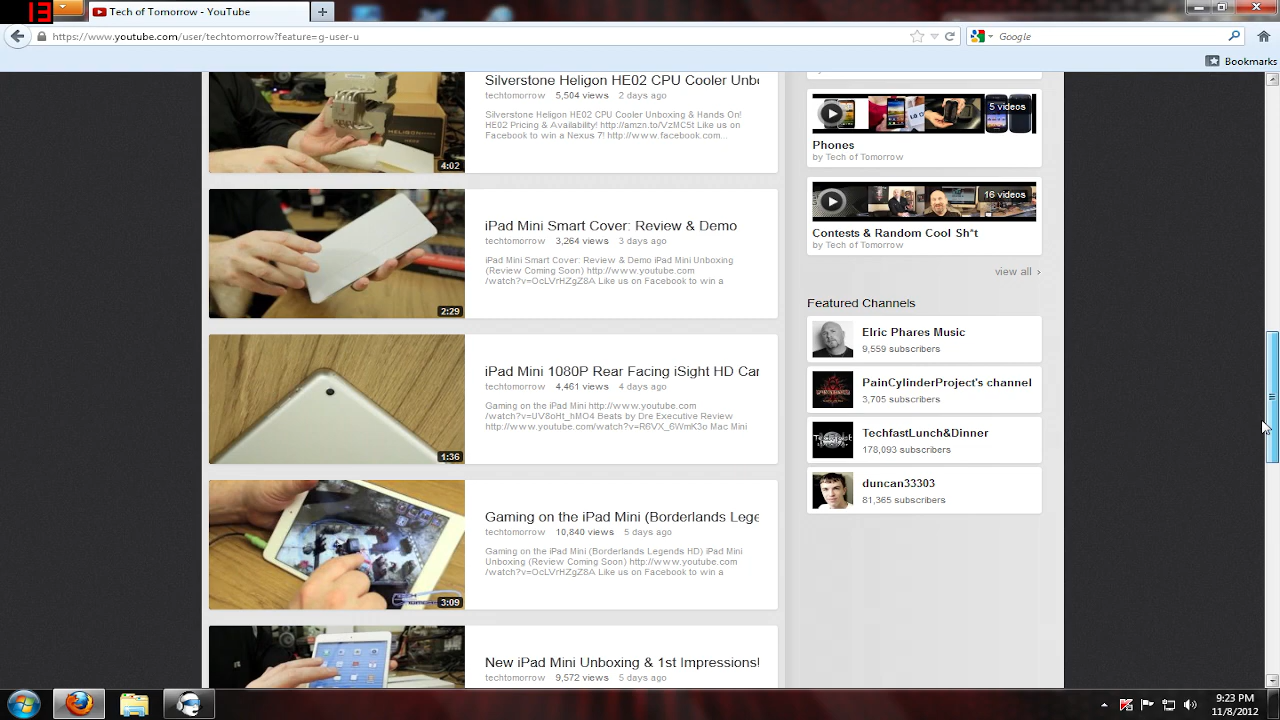 13
Tech of Tomorrow - YouTube
https://www.youtube.com/user/techtomorrow?feature=g-user-u
Google
Bookmarks
Silverstone Heligon HE02 CPU Cooler Unb
techtomorrow 5,504 views 2 days ago
Silverstone Heligon HE02 CPU Cooler Unboxing & Hands On!
HE02 Pricing & Availability! http://amzn.to/VzMC5t Like us on
Facebook to win a Nexus 7! http://www.facebook.com...
4:02
iPad Mini Smart Cover: Review & Demo
techtomorrow 3,264 views 3 days ago
iPad Mini Smart Cover: Review & Demo iPad Mini Unboxing
(Review Coming Soon) http://www.youtube.com
/watch?v=OcLVrHZgZ8A Like us on Facebook to win a
2:29
iPad Mini 1080P Rear Facing iSight HD Car
techtomorrow 4,461 views 4 days ago
Gaming on the iPad Mini http://www.youtube.com
/watch?v=UV8oHt_hMO4 Beats by Dre Executive Review
http://www.youtube.com/watch?v=R6VX_6WmK3o Mac Mini
1:36
Gaming on the iPad Mini (Borderlands Lege
techtomorrow 10,840 views 5 days ago
Gaming on the iPad Mini (Borderlands Legends HD) iPad Mini
Unboxing (Review Coming Soon) http://www.youtube.com
/watch?v=OcLVrHZgZ8A Like us on Facebook to win a
3:09
New iPad Mini Unboxing & 1st Impressions!
techtomorrow 9,572 views 5 days ago
5 videos
Phones
by Tech of Tomorrow
16 videos
Contests & Random Cool Sh^t
by Tech of Tomorrow
view all ›
Featured Channels
Elric Phares Music
9,559 subscribers
PainCylinderProject's channel
3,705 subscribers
TechfastLunch&Dinner
178,093 subscribers
duncan33303
81,365 subscribers
9:23 PM
11/8/2012